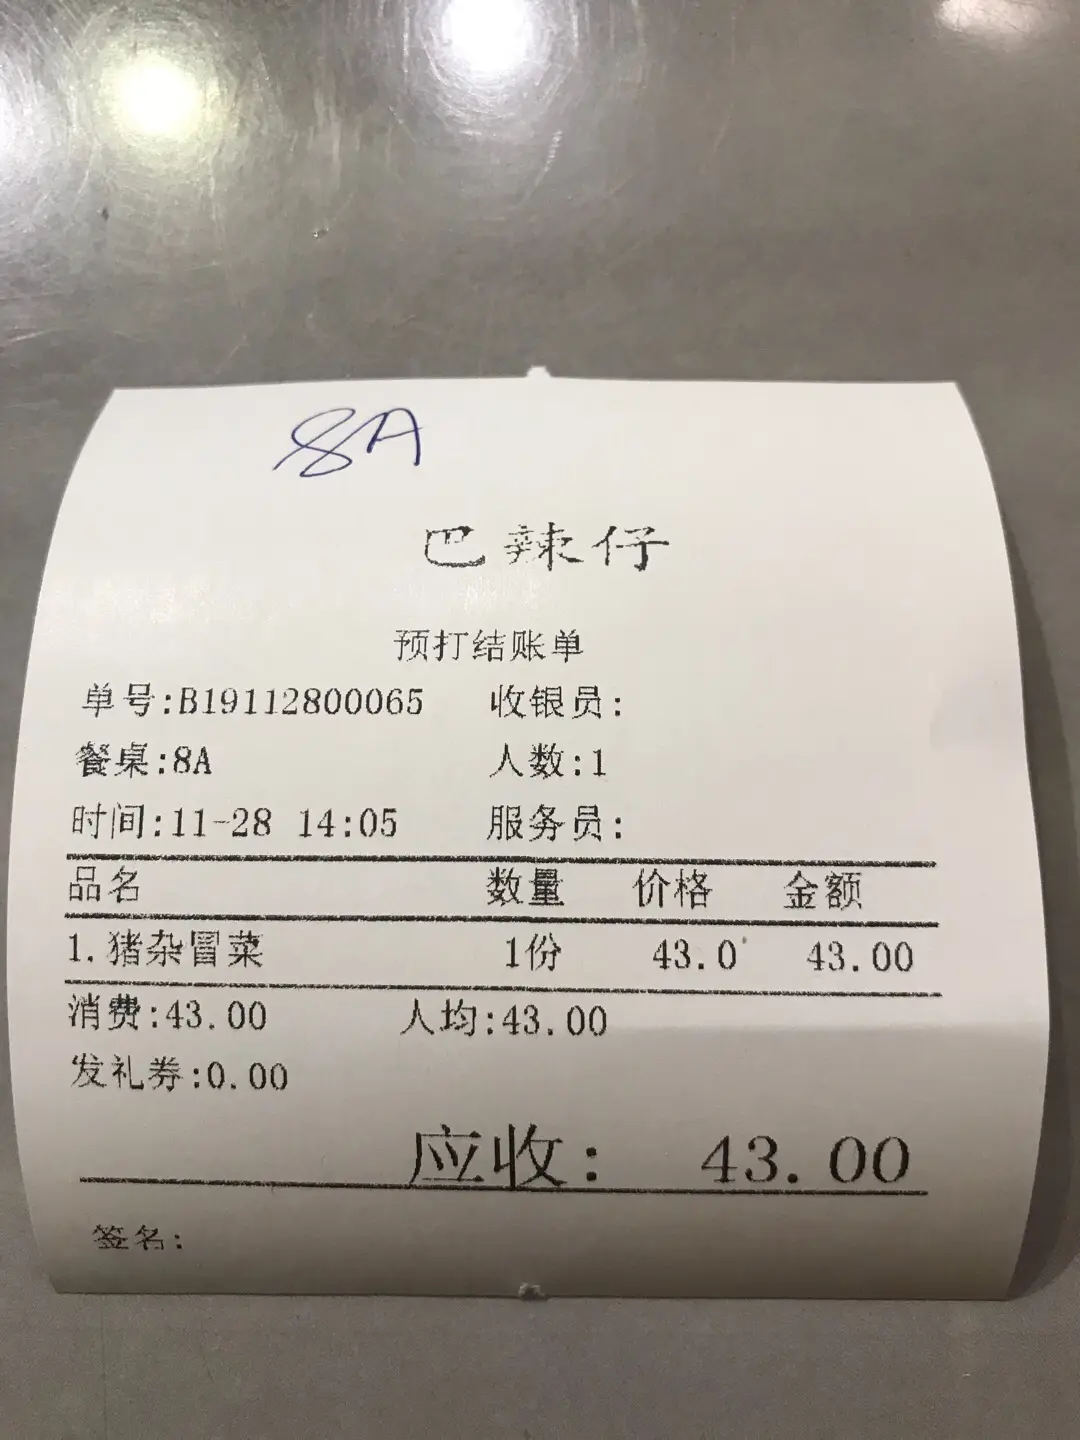 8A
巴辣仔
预打结账单
单号:B19112800065 收银员:
餐桌:8A 人数:1
时间:11-28 14:05 服务员:
品名 数量 价格 金额
1.猪杂冒菜 1份 43.0 43.00
消费:43.00 人均:43.00
发礼券:0.00
应收: 43.00
签名: